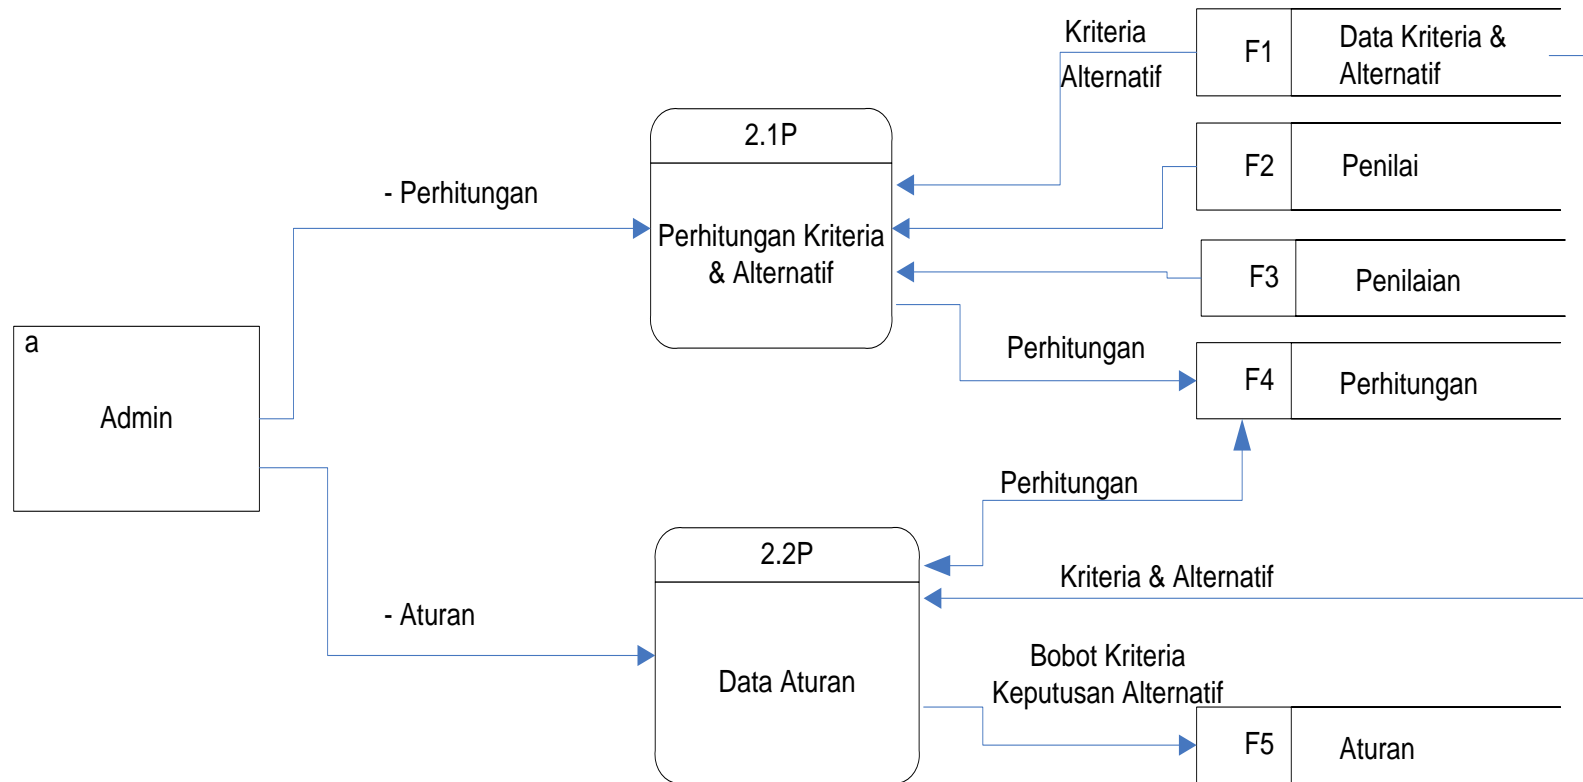 Kriteria
Alternatif
F1
Data Kriteria &
Alternatif
2.1P
F2
Penilai
- Perhitungan
Perhitungan Kriteria
& Alternatif
F3
Penilaian
a
Admin
Perhitungan
F4
Perhitungan
Perhitungan
2.2P
Kriteria & Alternatif
- Aturan
Data Aturan
Bobot Kriteria
Keputusan Alternatif
F5
Aturan